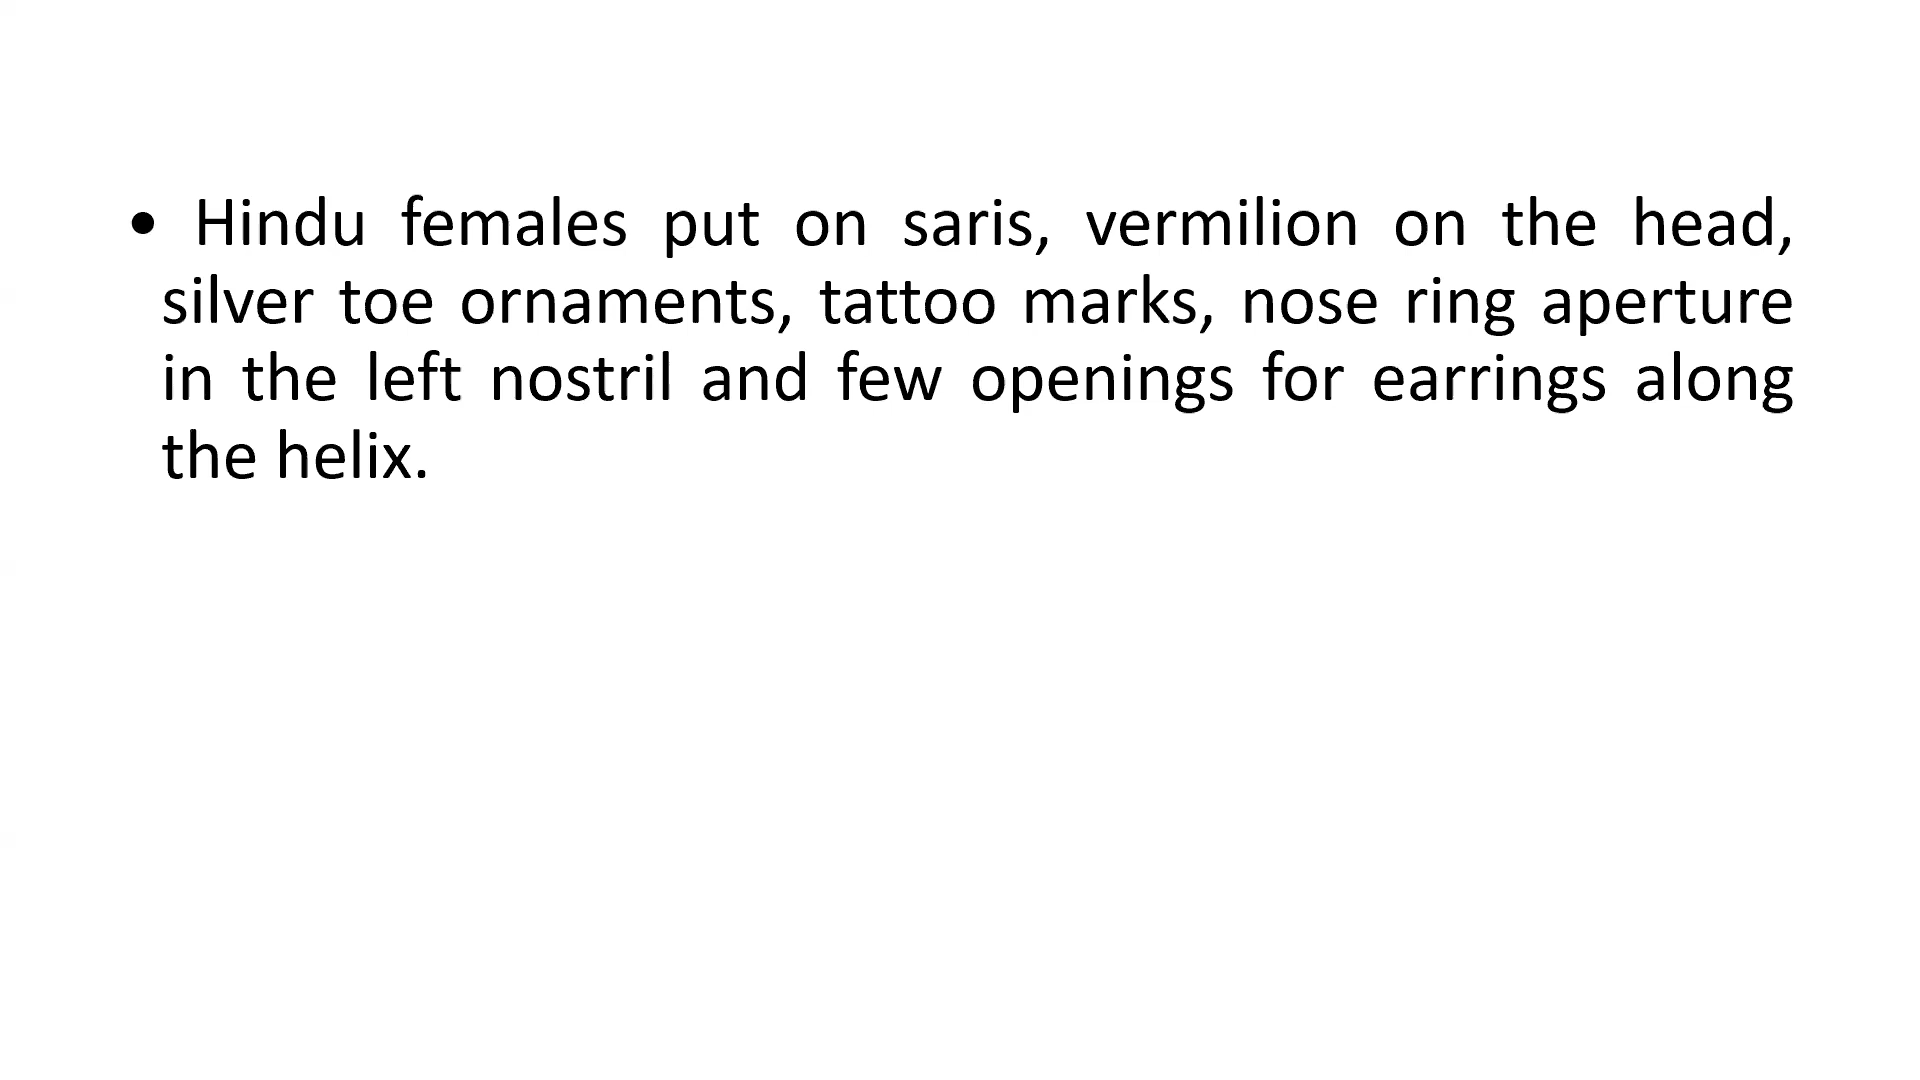 • Hindu females put on saris, vermilion on the head,
silver toe ornaments, tattoo marks, nose ring aperture
in the left nostril and few openings for earrings along
the helix.